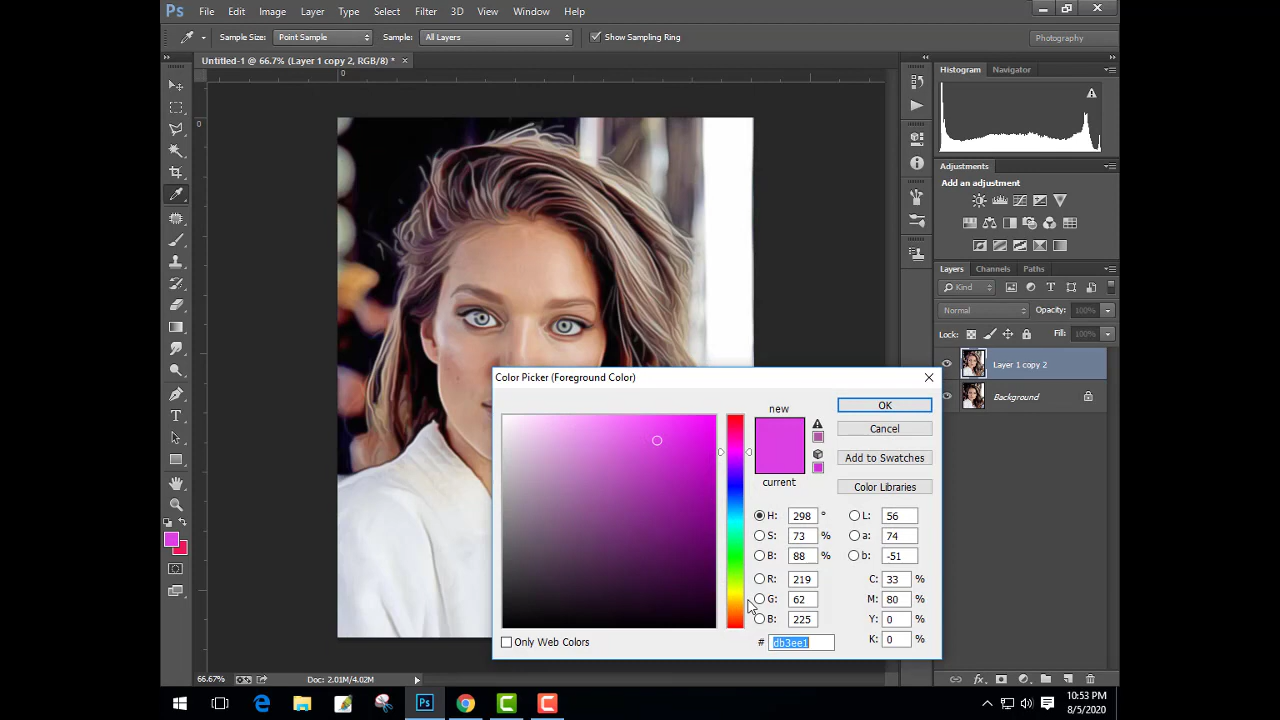 Ps File Edit Image Layer Type Select Filter 3D View Window Help
Sample Size: Point Sample Sample: All Layers Show Sampling Ring Photography
Untitled-1 @ 66.7% (Layer 1 copy 2, RGB/8) * ×
0
0
Histogram Navigator
Adjustments
Add an adjustment
Layers Channels Paths
Kind
Normal Opacity: 100%
Lock: Fill: 100%
Layer 1 copy 2
Background
Color Picker (Foreground Color)
new
current
OK
Cancel
Add to Swatches
Color Libraries
H: 298 ° L: 56
S: 73 % a: 74
B: 88 % b: -51
R: 219 C: 33 %
G: 62 M: 80 %
B: 225 Y: 0 %
# db3ee1 K: 0 %
Only Web Colors
66.67% Doc: 2.01M/4.02M
Ps
10:53 PM
8/5/2020